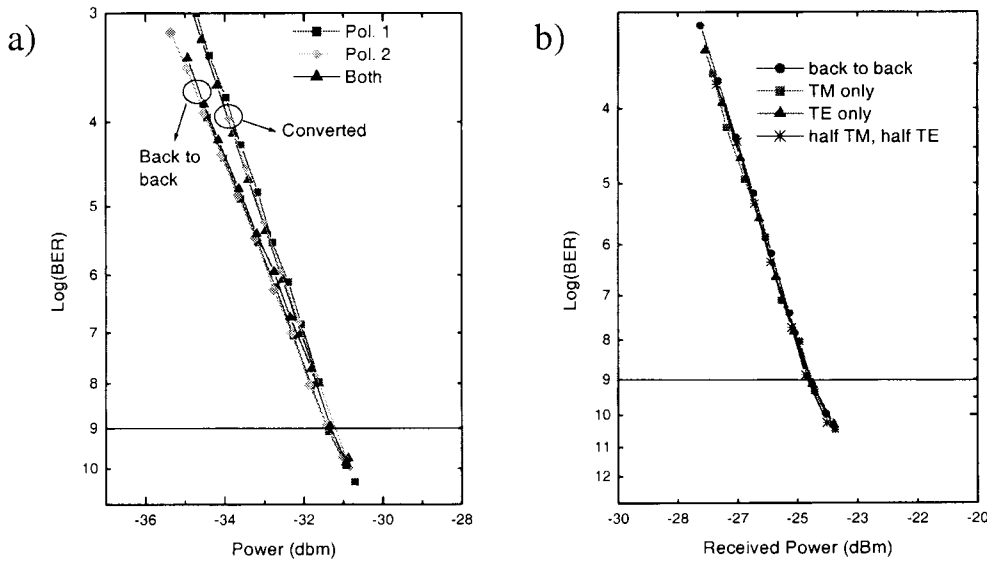 a)
3
4
5
6
7
8
9
10
Log(BER)
-36
-34
-33
-31
-30
-28
Power (dbm)
Pol. 1
Pol. 2
Both
Converted
Back to
back
b)
4
5
6
7
8
9
10
11
12
Log(BER)
-30
-29
-27
-26
-25
-23
-22
-20
Received Power (dBm)
back to back
TM only
TE only
half TM, half TE